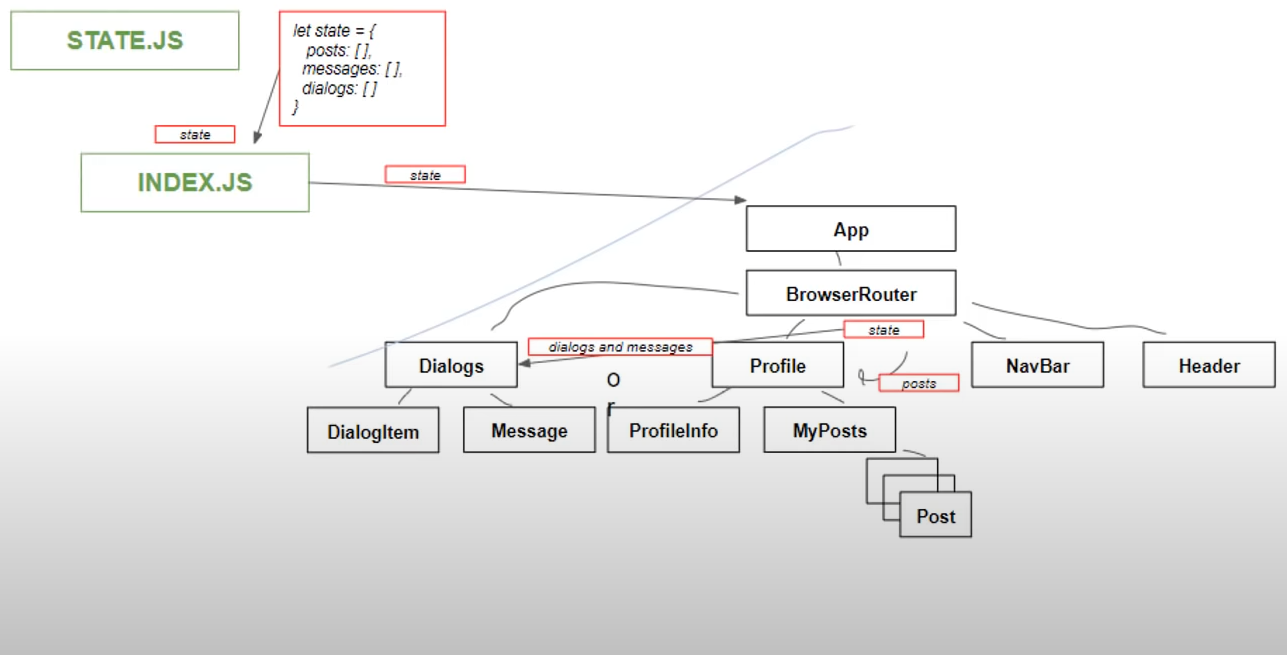 STATE.JS
let state = {
posts: [ ],
messages: [ ],
dialogs: [ ]
}
state
INDEX.JS
state
App
BrowserRouter
state
dialogs and messages
Dialogs
o
r
Profile
posts
NavBar
Header
DialogItem
Message
ProfileInfo
MyPosts
Post